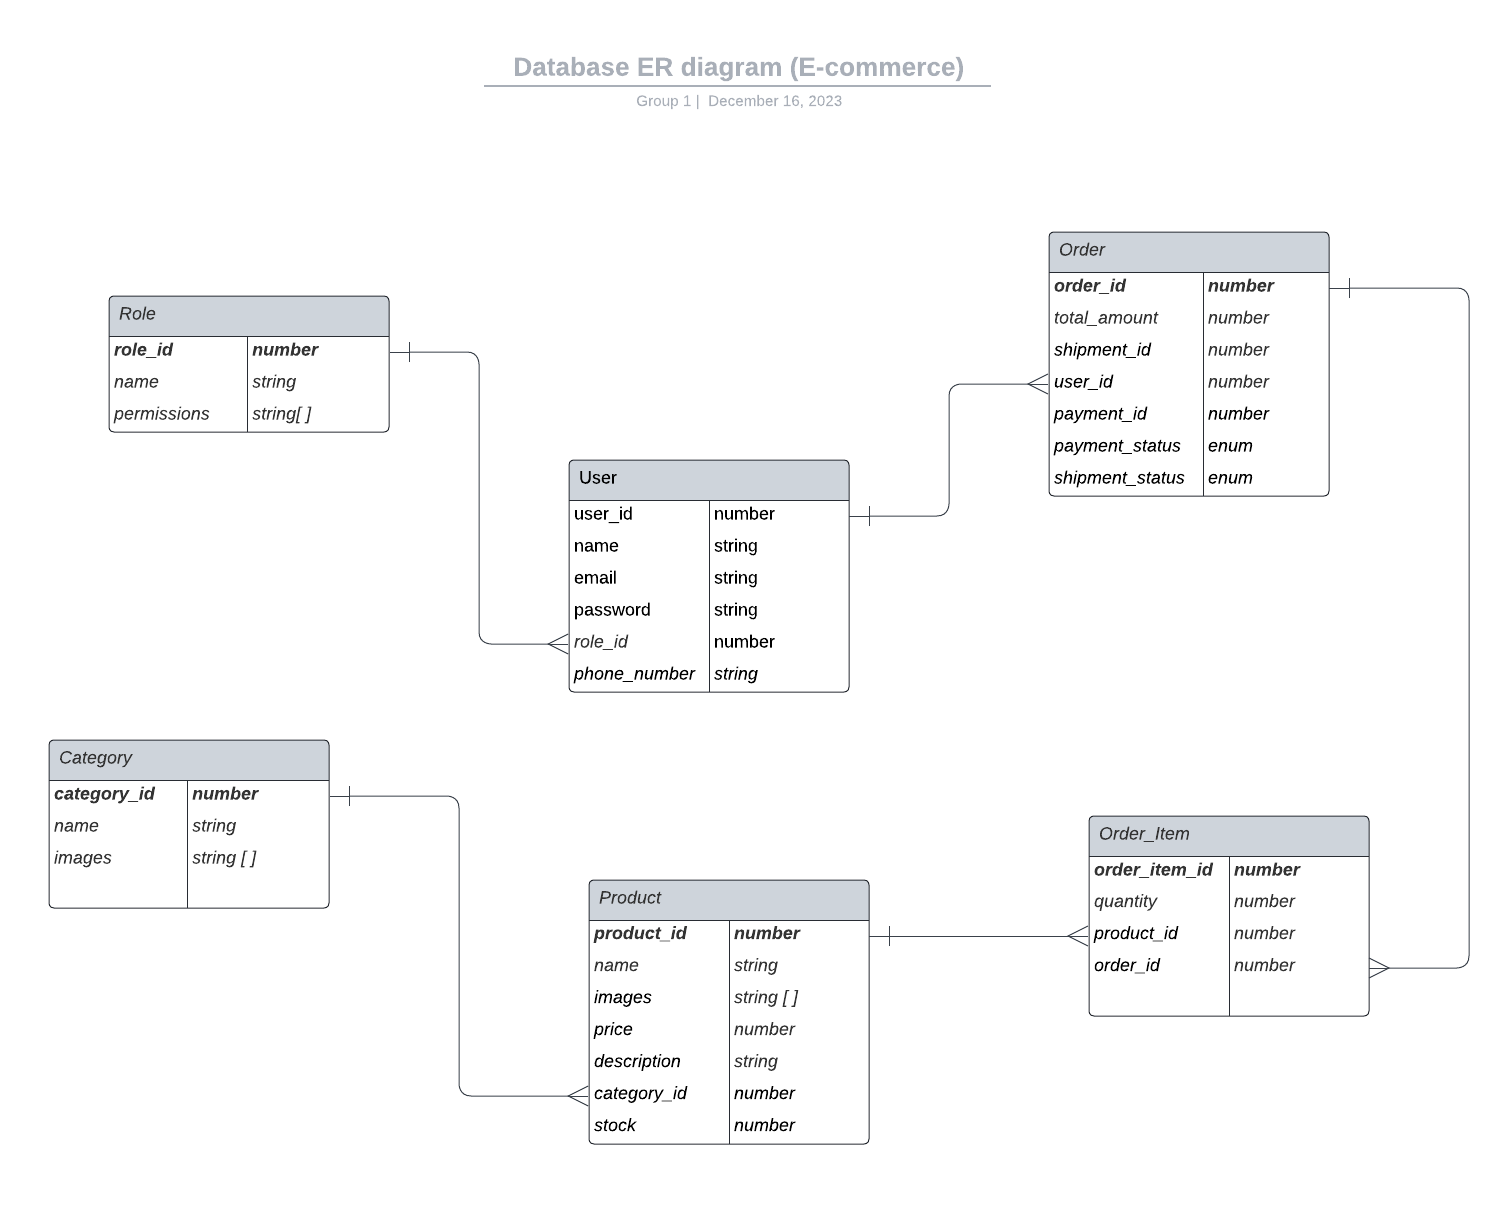 Database ER diagram (E-commerce)
Group 1 | December 16, 2023
Order
order_id number
total_amount number
shipment_id number
user_id number
payment_id number
payment_status enum
shipment_status enum
Role
role_id number
name string
permissions string[ ]
User
user_id number
name string
email string
password string
role_id number
phone_number string
Category
category_id number
name string
images string [ ]
Order_Item
order_item_id number
quantity number
product_id number
order_id number
Product
product_id number
name string
images string [ ]
price number
description string
category_id number
stock number